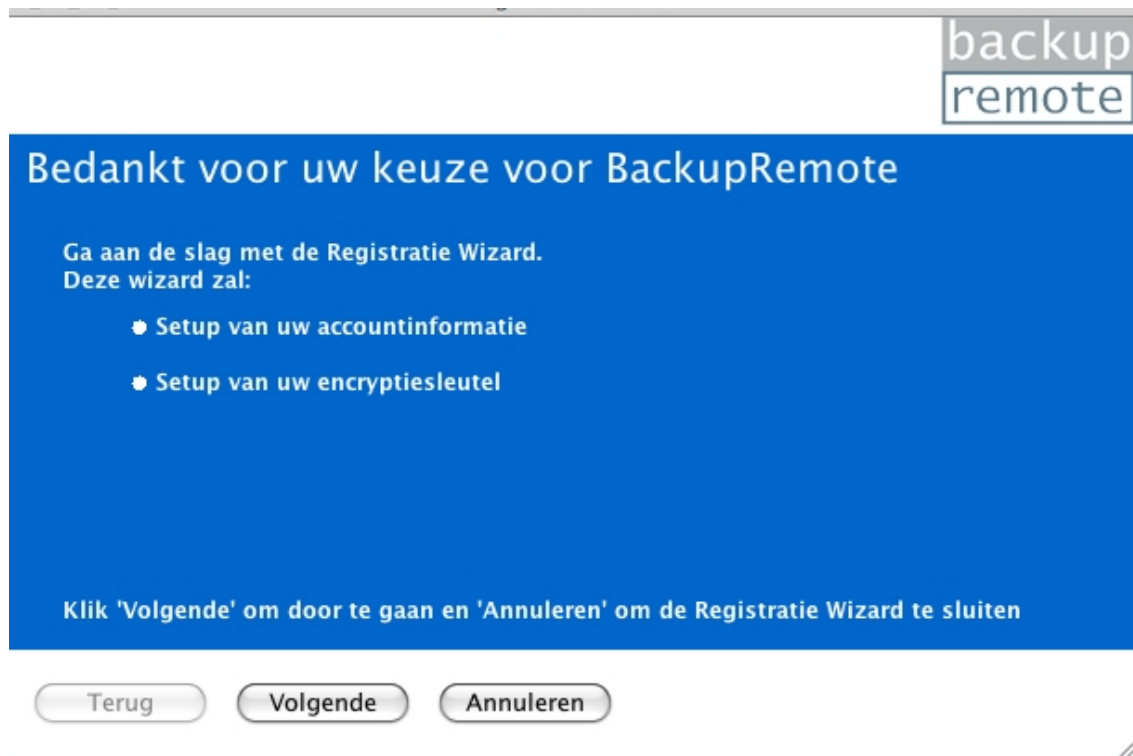 backup
remote
Bedankt voor uw keuze voor BackupRemote
Ga aan de slag met de Registratie Wizard.
Deze wizard zal:
Setup van uw accountinformatie
Setup van uw encryptiesleutel
Klik 'Volgende' om door te gaan en 'Annuleren' om de Registratie Wizard te sluiten
Terug
Volgende
Annuleren